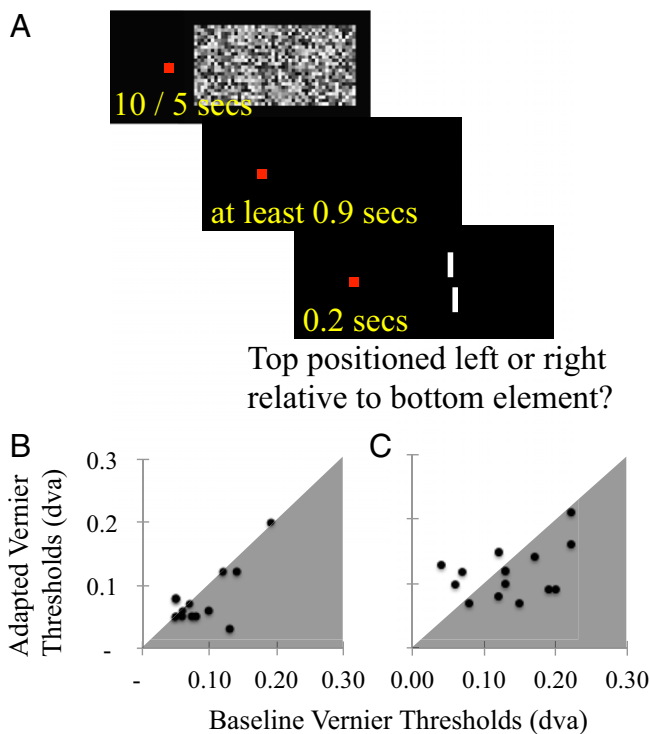 A
10 / 5 secs
at least 0.9 secs
0.2 secs
Top positioned left or right
relative to bottom element?
B
C
Adapted Vernier
Thresholds (dva)
0.3
0.2
0.1
-
- 0.10 0.20 0.30
0.00 0.10 0.20 0.30
Baseline Vernier Thresholds (dva)